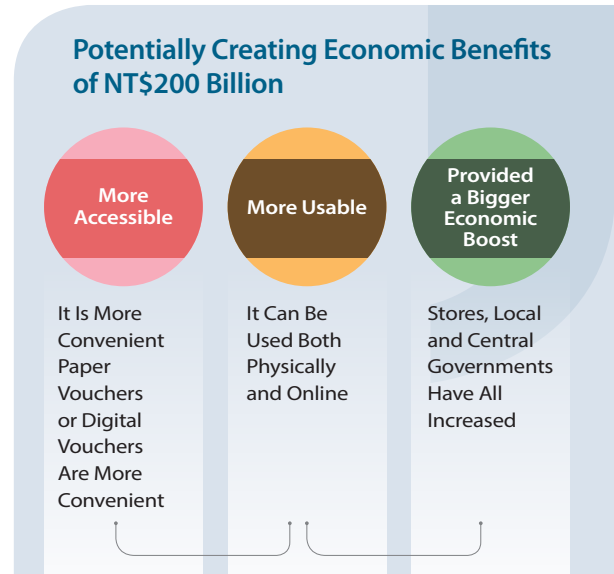 Potentially Creating Economic Benefits
of NT$200 Billion
More
Accessible
It Is More
Convenient
Paper
Vouchers
or Digital
Vouchers
Are More
Convenient
More Usable
It Can Be
Used Both
Physically
and Online
Provided
a Bigger
Economic
Boost
Stores, Local
and Central
Governments
Have All
Increased